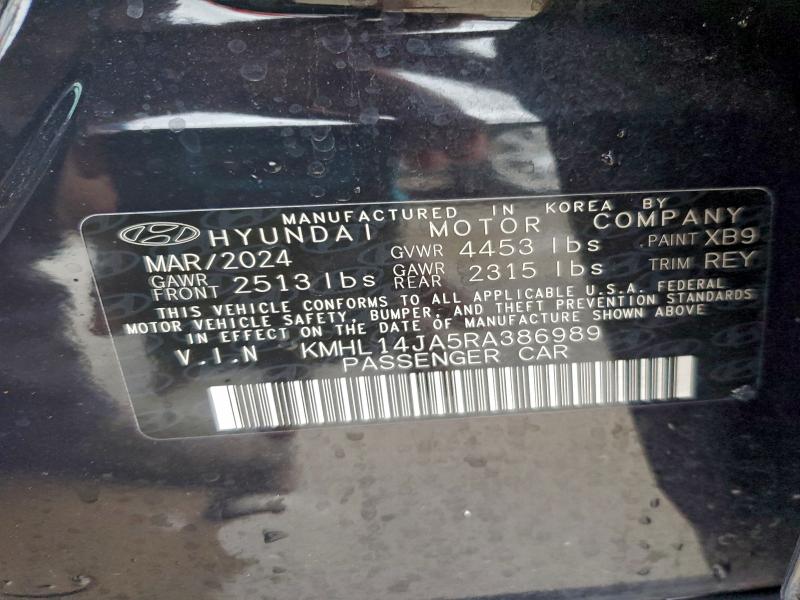 MANUFACTURED IN KOREA BY
HYUNDAI MOTOR COMPANY
MAR/2024 GVWR 4453 lbs PAINT XB9
GAWR FRONT 2513 lbs GAWR REAR 2315 lbs TRIM REY
THIS VEHICLE CONFORMS TO ALL APPLICABLE U.S.A. FEDERAL
MOTOR VEHICLE SAFETY, BUMPER, AND THEFT PREVENTION STANDARDS
IN EFFECT ON THE DATE OF MANUFACTURE SHOWN ABOVE
V.I.N KMHL14JA5RA386989
PASSENGER CAR